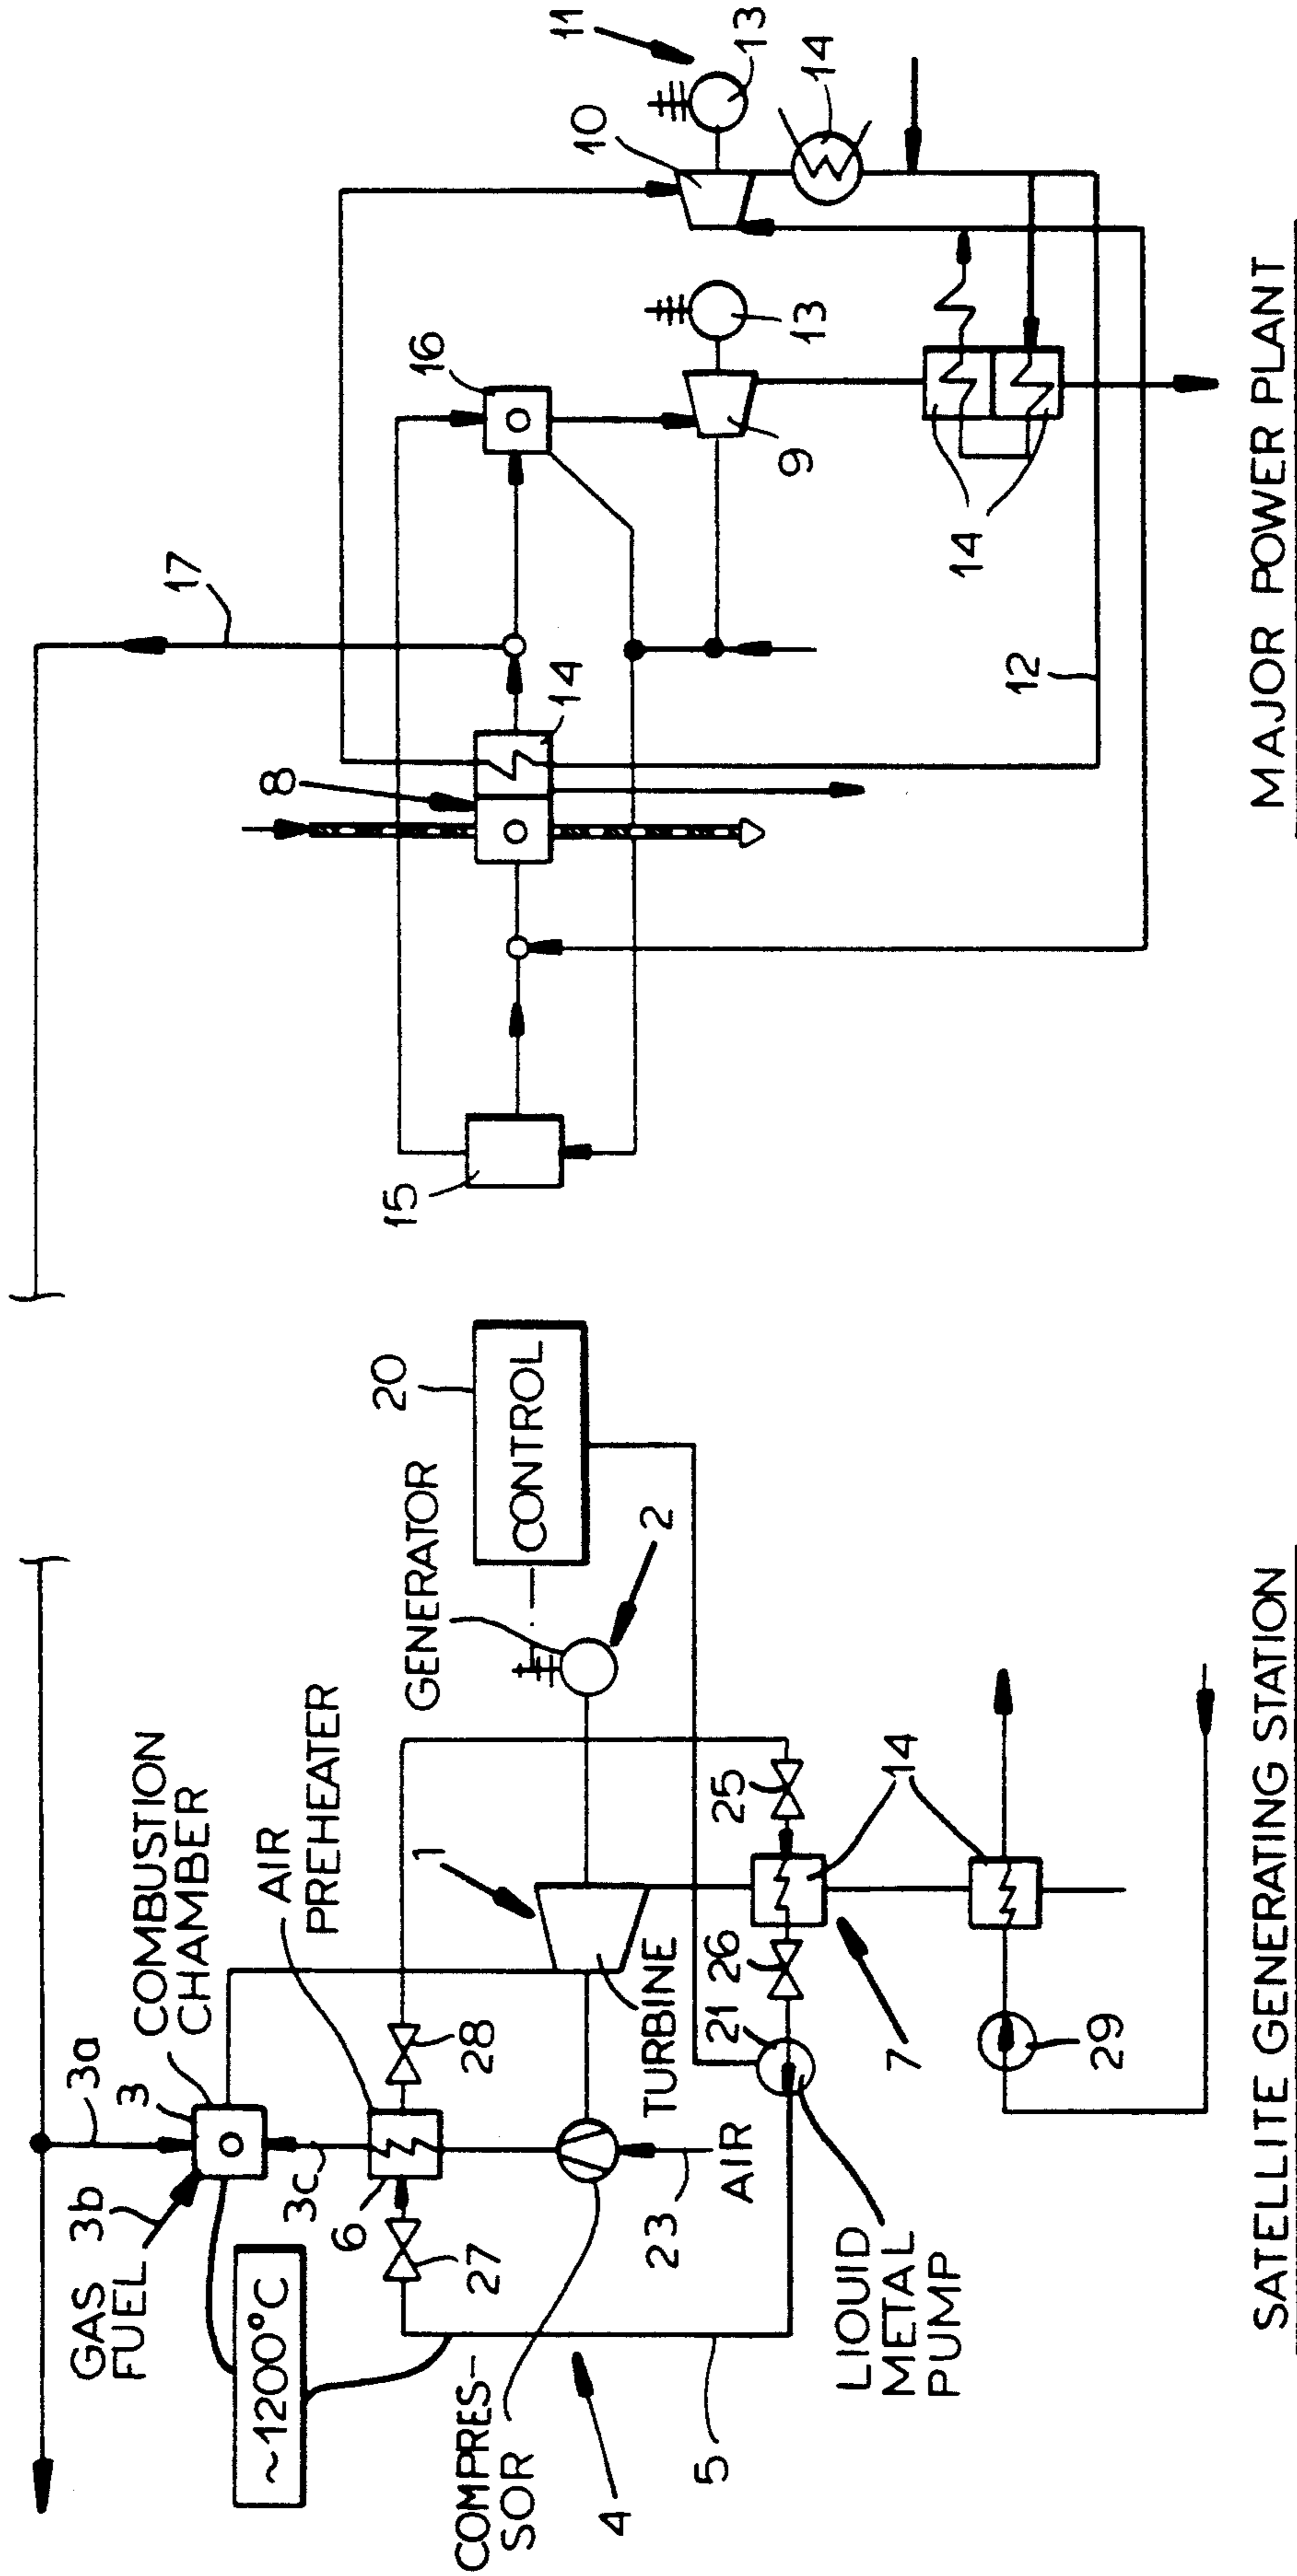 GAS
FUEL
3b
3a
3
COMBUSTION
CHAMBER
~1200°C
3c
6
AIR
PREHEATER
27
28
GENERATOR
20
CONTROL
2
1
COMPRES-
SOR
23
AIR
TURBINE
4
5
LIQUID
METAL
PUMP
21
26
25
7
14
29
SATELLITE GENERATING STATION
17
8
14
15
16
9
13
10
11
13
14
14
12
MAJOR POWER PLANT